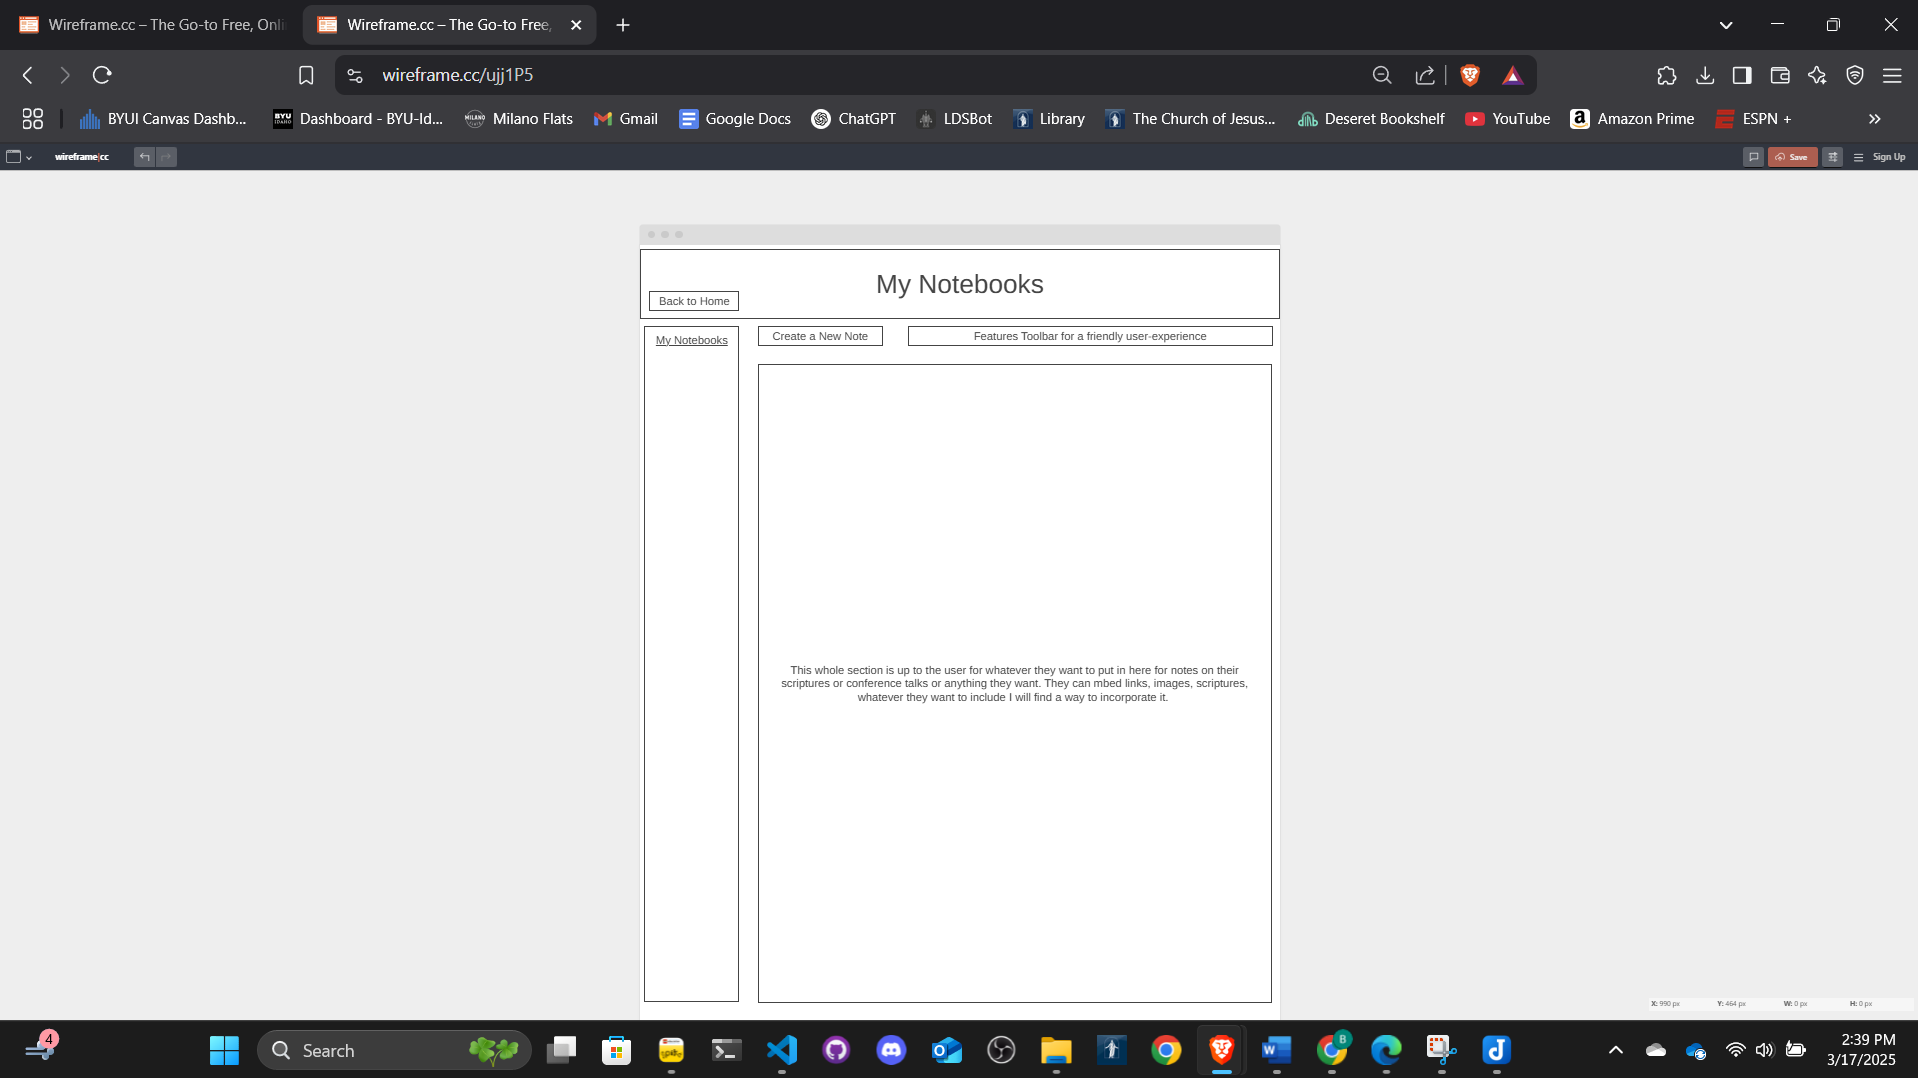 Wireframe.cc – The Go-to Free, Onli
Wireframe.cc – The Go-to Free,
wireframe.cc/ujj1P5
BYUI Canvas Dashb... Dashboard - BYU-Id... Milano Flats Gmail Google Docs ChatGPT LDSBot Library The Church of Jesus... Deseret Bookshelf YouTube Amazon Prime ESPN +
wireframe|cc
Save
Sign Up
My Notebooks
Back to Home
My Notebooks
Create a New Note
Features Toolbar for a friendly user-experience
This whole section is up to the user for whatever they want to put in here for notes on their
scriptures or conference talks or anything they want. They can mbed links, images, scriptures,
whatever they want to include I will find a way to incorporate it.
X: 990 px Y: 464 px W: 0 px H: 0 px
4
Search
B
2:39 PM
3/17/2025